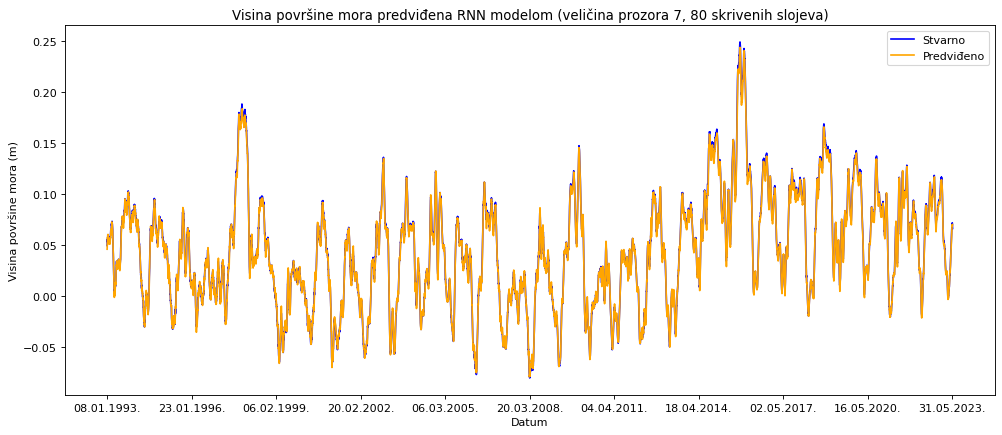 Visina površine mora predviđena RNN modelom (veličina prozora 7, 80 skrivenih slojeva)
Stvarno
Predviđeno
0.25
0.20
0.15
0.10
0.05
0.00
−0.05
Visina površine mora (m)
08.01.1993. 23.01.1996. 06.02.1999. 20.02.2002. 06.03.2005. 20.03.2008. 04.04.2011. 18.04.2014. 02.05.2017. 16.05.2020. 31.05.2023.
Datum